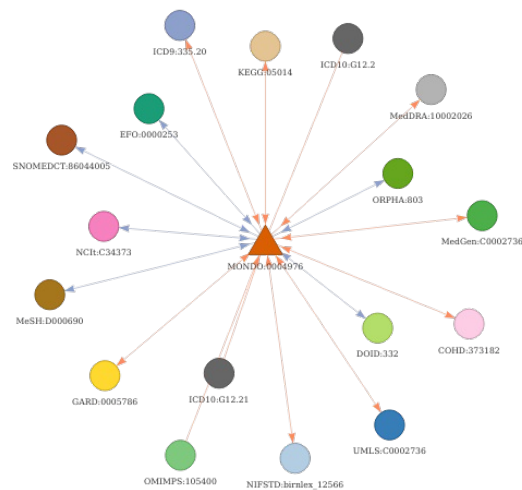 ICD9:335.20
KEGG:05014
ICD10:G12.2
MedDRA:10002026
EFO:0000253
SNOMEDCT:86044005
ORPHA:803
NCIt:C34373
MedGen:C0002736
MONDO:0004976
MeSH:D000690
DOID:332
COHD:373182
GARD:0005786
ICD10:G12.21
UMLS:C0002736
OMIMPS:105400
NIFSTD:birnlex_12566